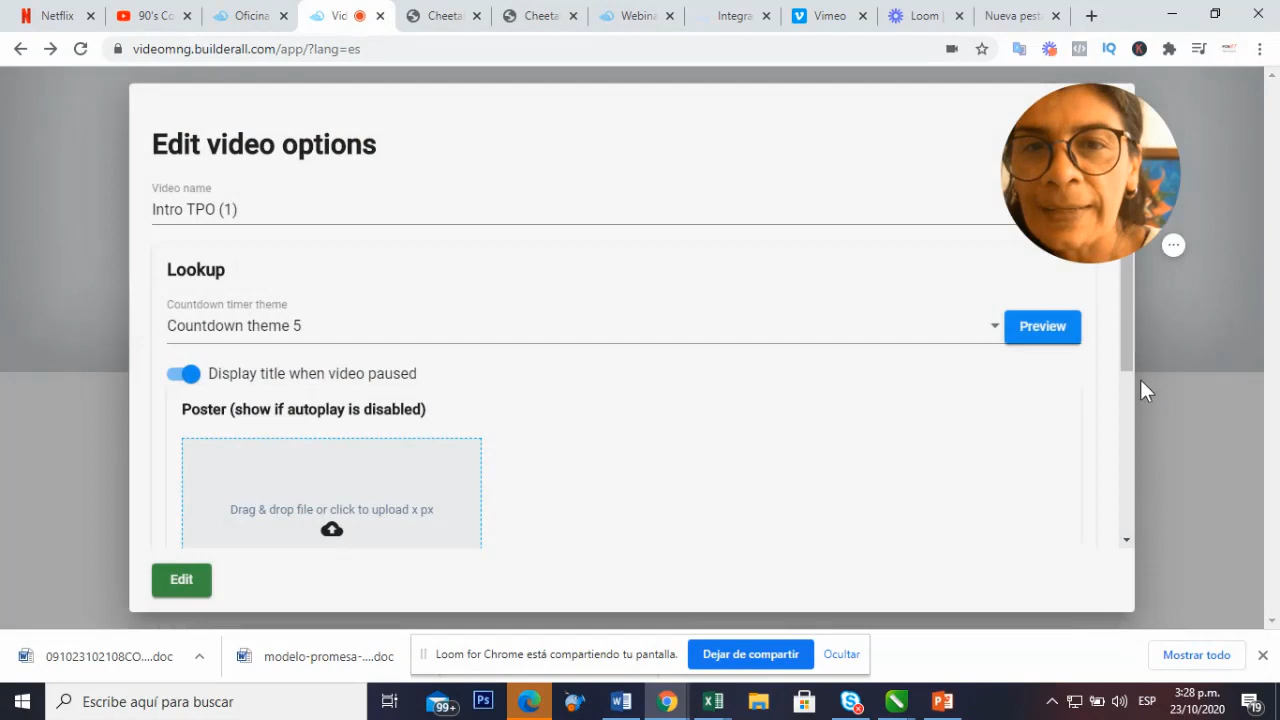 Netflix
90's Co
Oficina
Vid
Cheetal
Cheeta
Webina
Integra
Vimeo
Loom |
Nueva pest
videomng.builderall.com/app/?lang=es
IQ
K
Edit video options
Video name
Intro TPO (1)
Lookup
Countdown timer theme
Countdown theme 5
Preview
Display title when video paused
Poster (show if autoplay is disabled)
Drag & drop file or click to upload x px
Edit
091023102108CO....doc
modelo-promesa-....doc
Loom for Chrome está compartiendo tu pantalla.
Dejar de compartir
Ocultar
Mostrar todo
Escribe aquí para buscar
99+
Ps
ESP
3:28 p.m.
23/10/2020
19